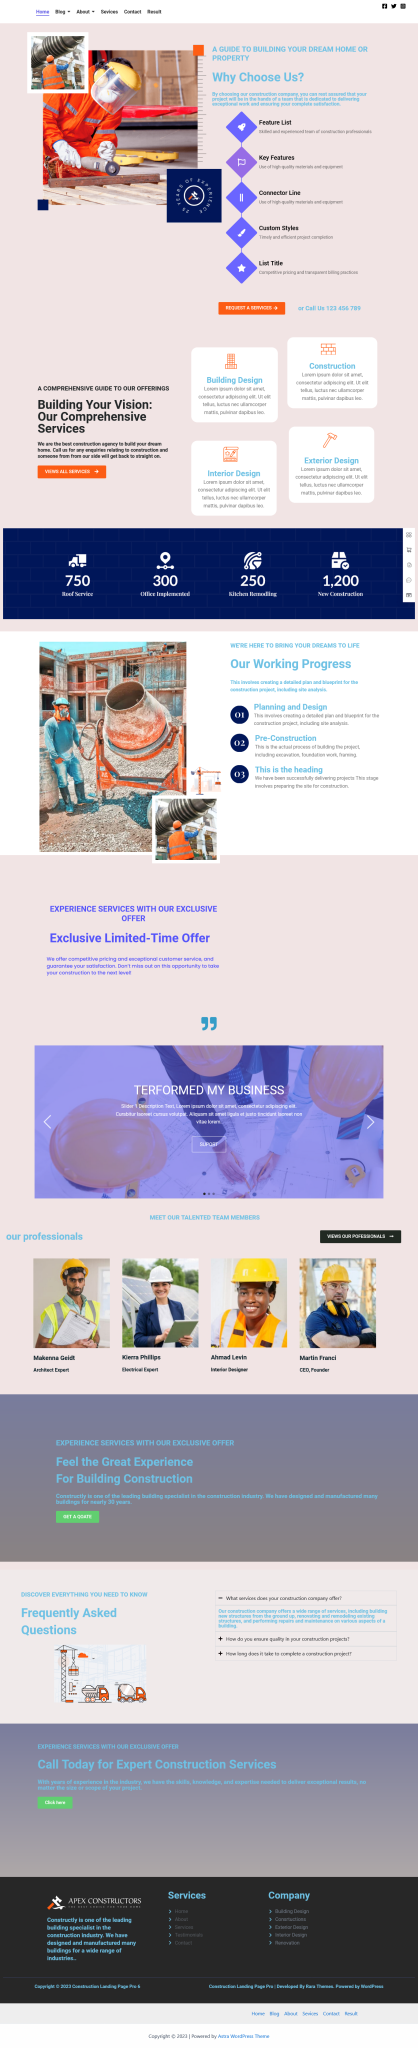 Home Blog About Sevices Contact Result
A GUIDE TO BUILDING YOUR DREAM HOME OR
PROPERTY
Why Choose Us?
By choosing our construction company, you can rest assured that your
project will be in the hands of a team that is dedicated to delivering
exceptional work and ensuring your complete satisfaction.
Feature List
Skilled and experienced team of construction professionals
Key Features
Use of high-quality materials and equipment
Connector Line
Use of high-quality materials and equipment
Custom Styles
Timely and efficient project completion
List Title
Competitive pricing and transparent billing practices
25 YEARS OF EXPERIENCE
REQUEST A SERVICES
or Call Us 123 456 789
A COMPREHENSIVE GUIDE TO OUR OFFERINGS
Building Your Vision:
Our Comprehensive
Services
We are the best construction agency to build your dream
home. Call us for any enquiries relating to construction and
someone from from our side will get back to straight on.
VIEWS ALL SERVICES
Building Design
Lorem ipsum dolor sit amet,
consectetur adipiscing elit. Ut elit
tellus, luctus nec ullamcorper
mattis, pulvinar dapibus leo.
Construction
Lorem ipsum dolor sit amet,
consectetur adipiscing elit. Ut elit
tellus, luctus nec ullamcorper
mattis, pulvinar dapibus leo.
Interior Design
Lorem ipsum dolor sit amet,
consectetur adipiscing elit. Ut elit
tellus, luctus nec ullamcorper
mattis, pulvinar dapibus leo.
Exterior Design
Lorem ipsum dolor sit amet,
consectetur adipiscing elit. Ut elit
tellus, luctus nec ullamcorper
mattis, pulvinar dapibus leo.
750
Roof Service
300
Office Implemented
250
Kitchen Remodling
1,200
New Construction
WE'RE HERE TO BRING YOUR DREAMS TO LIFE
Our Working Progress
This involves creating a detailed plan and blueprint for the
construction project, including site analysis.
01
Planning and Design
This involves creating a detailed plan and blueprint for the
construction project, including site analysis.
02
Pre-Construction
This is the actual process of building the project,
including excavation, foundation work, framing.
03
This is the heading
We have been successfully delivering projects This stage
involves preparing the site for construction.
EXPERIENCE SERVICES WITH OUR EXCLUSIVE
OFFER
Exclusive Limited-Time Offer
We offer competitive pricing and exceptional customer service, and
guarantee your satisfaction. Don't miss out on this opportunity to take
your construction to the next level!
TERFORMED MY BUSINESS
Slider 1 Description Text, Lorem ipsum dolor sit amet, consectetur adipiscing elit.
Curabitur laoreet cursus volutpat. Aliquam sit amet ligula et justo tincidunt laoreet non
vitae lorem.
SUPORT
MEET OUR TALENTED TEAM MEMBERS
our professionals
VIEWS OUR POFESSIONALS
Makenna Geidt
Architect Expert
Kierra Phillips
Electrical Expert
Ahmad Levin
Interior Designer
Martin Franci
CEO, Founder
EXPERIENCE SERVICES WITH OUR EXCLUSIVE OFFER
Feel the Great Experience
For Building Construction
Constructly is one of the leading building specialist in the construction industry. We have designed and manufactured many
buildings for nearly 30 years.
GET A QOATE
DISCOVER EVERYTHING YOU NEED TO KNOW
Frequently Asked
Questions
What services does your construction company offer?
Our construction company offers a wide range of services, including building
new structures from the ground up, renovating and remodeling existing
structures, and performing repairs and maintenance on various aspects of a
building.
How do you ensure quality in your construction projects?
How long does it take to complete a construction project?
EXPERIENCE SERVICES WITH OUR EXCLUSIVE OFFER
Call Today for Expert Construction Services
With years of experience in the industry, we have the skills, knowledge, and expertise needed to deliver exceptional results, no
matter the size or scope of your project
Click here
APEX CONSTRUCTORS
Constructly is one of the leading
building specialist in the
construction industry. We have
designed and manufactured many
buildings for a wide range of
industries..
Services
Home
About
Services
Testimonials
Contact
Company
Building Design
Constructions
Exterior Design
Interior Design
Renovation
Copyright © 2023 Construction Landing Page Pro 6
Construction Landing Page Pro | Developed By Rara Themes. Powered by WordPress
Home Blog About Sevices Contact Result
Copyright © 2023 | Powered by Astra WordPress Theme